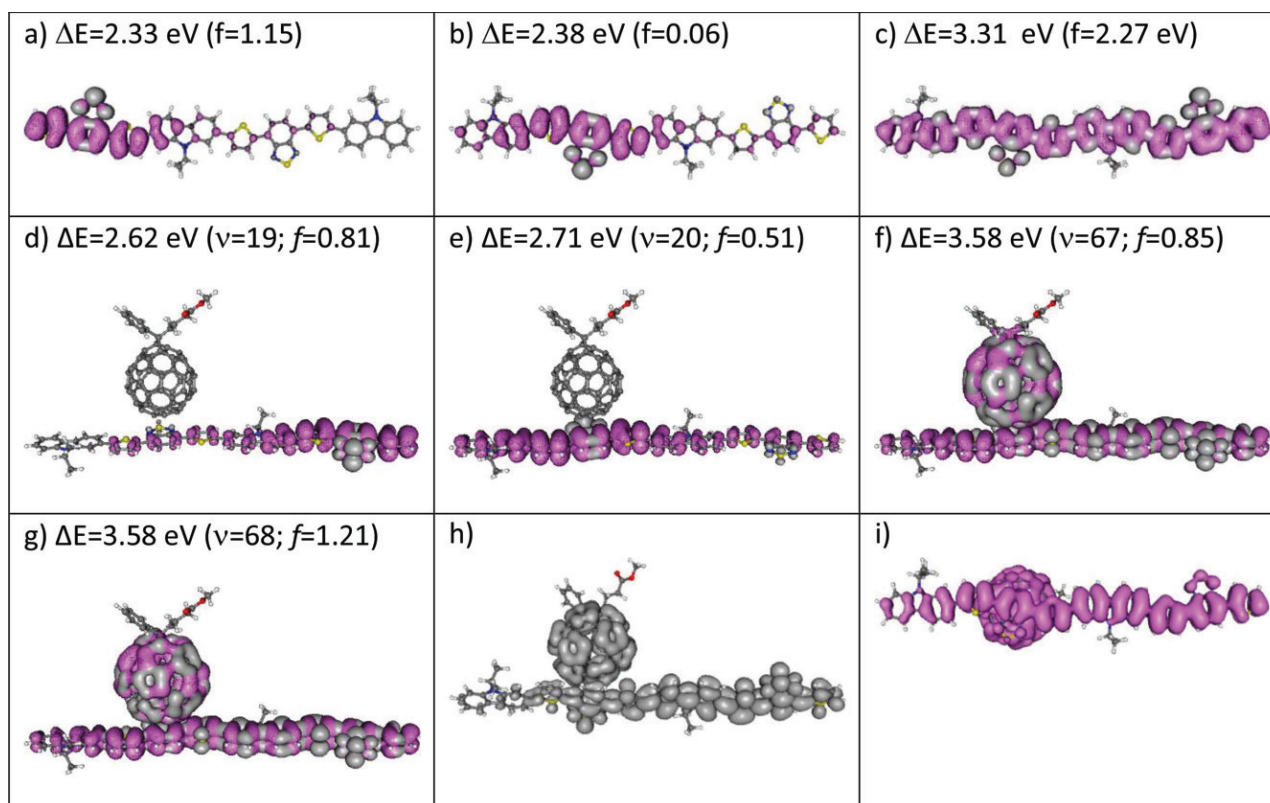 a) ΔE=2.33 eV (f=1.15)
b) ΔE=2.38 eV (f=0.06)
c) ΔE=3.31 eV (f=2.27 eV)
d) ΔE=2.62 eV (ν=19; f=0.81)
e) ΔE=2.71 eV (ν=20; f=0.51)
f) ΔE=3.58 eV (ν=67; f=0.85)
g) ΔE=3.58 eV (ν=68; f=1.21)
h)
i)